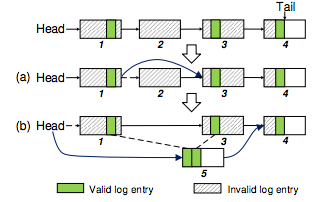 Tail
Head
1 2 3 4
(a) Head
1 2 3 4
(b) Head
1 3 4
5
Valid log entry Invalid log entry